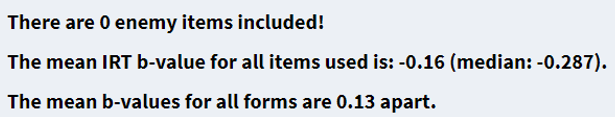 There are 0 enemy items included!
The mean IRT b-value for all items used is: -0.16 (median: -0.287).
The mean b-values for all forms are 0.13 apart.